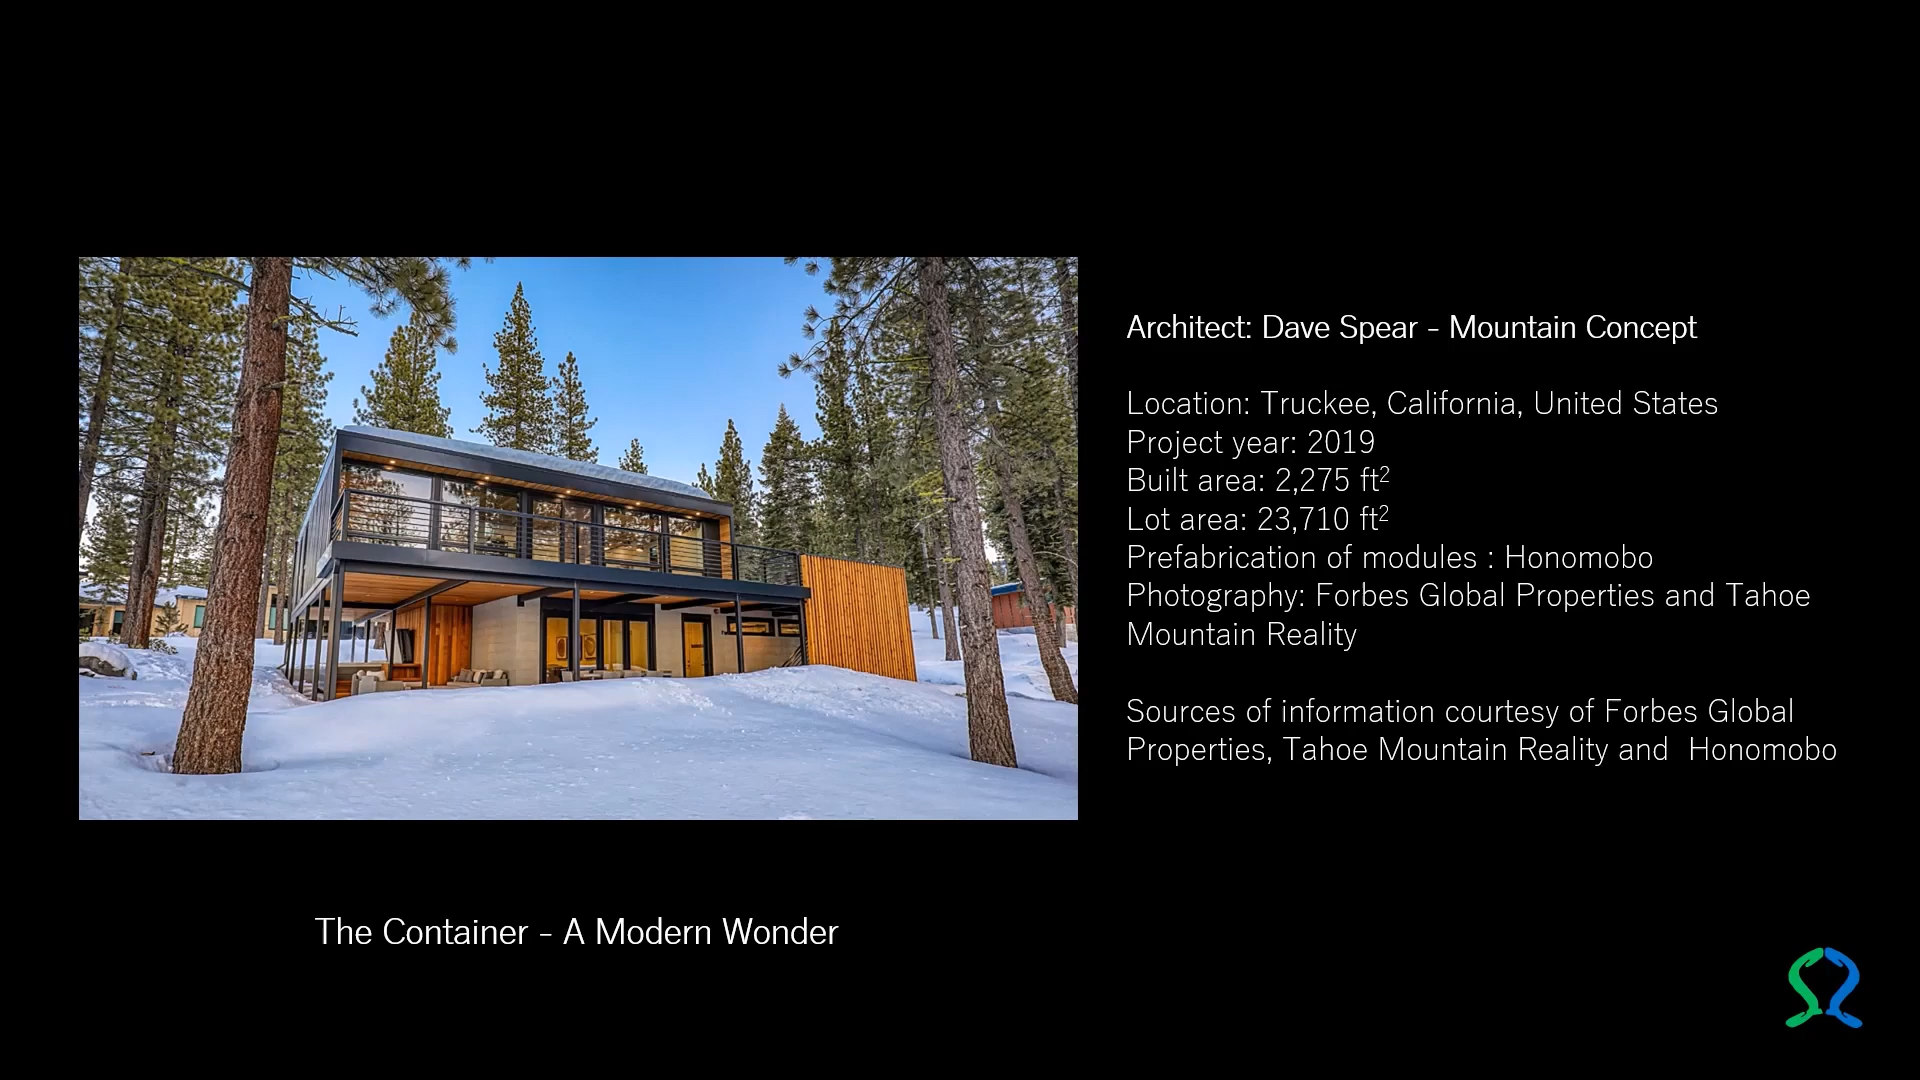 Architect: Dave Spear - Mountain Concept
Location: Truckee, California, United States
Project year: 2019
Built area: 2,275 ft²
Lot area: 23,710 ft²
Prefabrication of modules : Honomobo
Photography: Forbes Global Properties and Tahoe
Mountain Reality
Sources of information courtesy of Forbes Global
Properties, Tahoe Mountain Reality and  Honomobo
The Container - A Modern Wonder